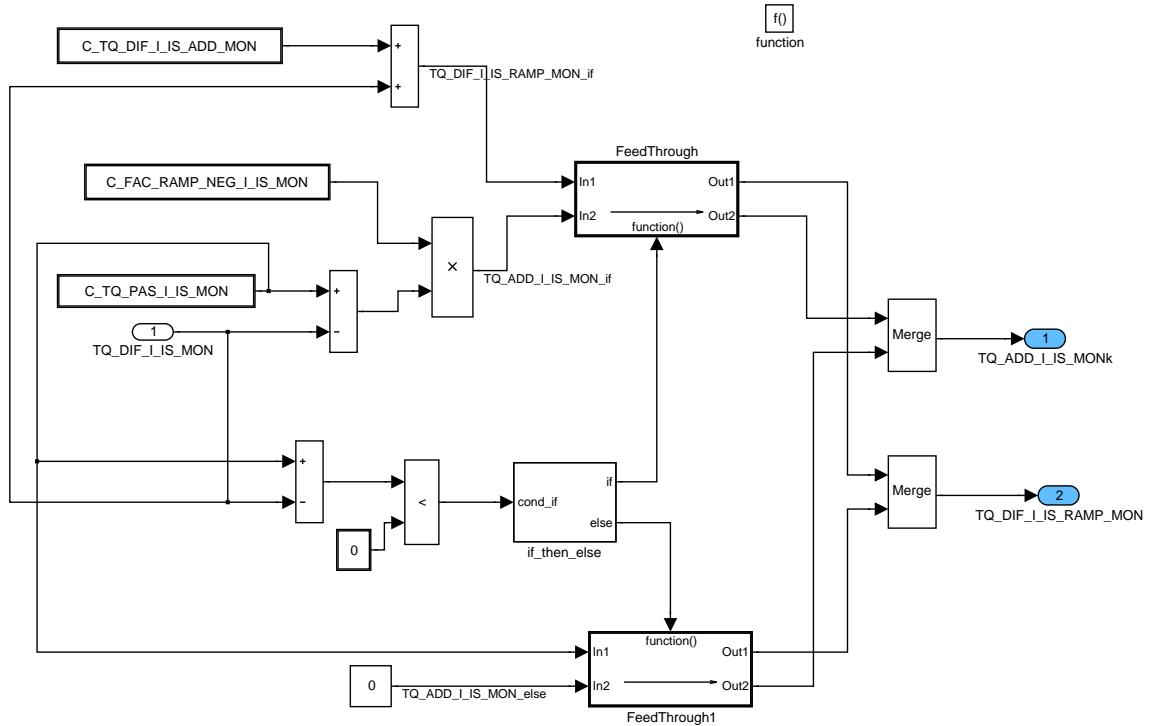 f()
function
C_TQ_DIF_I_IS_ADD_MON
+
+
TQ_DIF_I_IS_RAMP_MON_if
C_FAC_RAMP_NEG_I_IS_MON
×
TQ_ADD_I_IS_MON_if
FeedThrough
In1
Out1
In2
Out2
function()
C_TQ_PAS_I_IS_MON
+
−
1
TQ_DIF_I_IS_MON
Merge
1
TQ_ADD_I_IS_MONk
+
−
<
0
cond_if
if
else
if_then_else
Merge
2
TQ_DIF_I_IS_RAMP_MON
function()
In1
Out1
In2
Out2
FeedThrough1
0
TQ_ADD_I_IS_MON_else